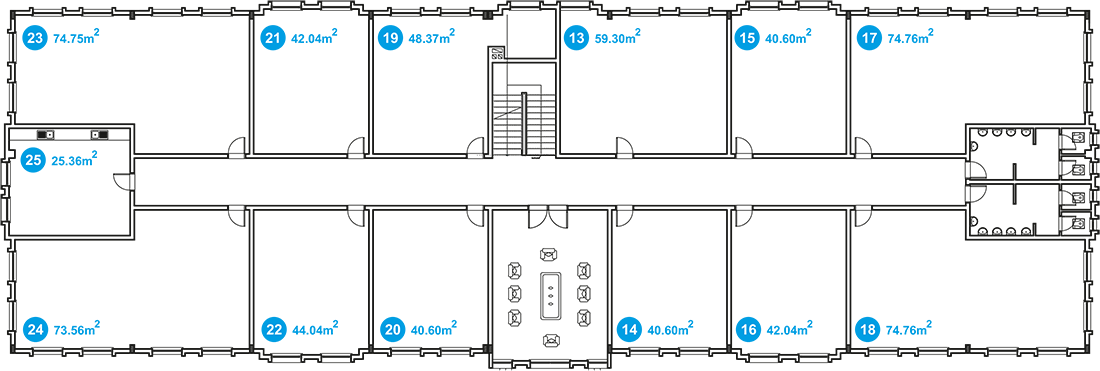 23 74.75m²
21 42.04m²
19 48.37m²
13 59.30m²
15 40.60m²
17 74.76m²
25 25.36m²
24 73.56m²
22 44.04m²
20 40.60m²
14 40.60m²
16 42.04m²
18 74.76m²